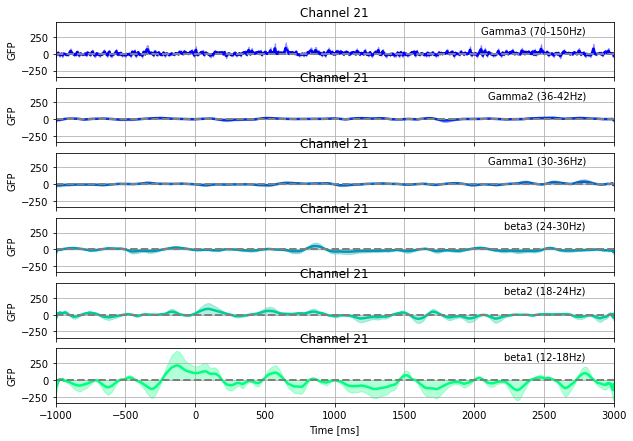 Channel 21
Gamma3 (70-150Hz)
GFP
250
0
−250
Channel 21
Gamma2 (36-42Hz)
GFP
250
0
−250
Channel 21
Gamma1 (30-36Hz)
GFP
250
0
−250
Channel 21
beta3 (24-30Hz)
GFP
250
0
−250
Channel 21
beta2 (18-24Hz)
GFP
250
0
−250
Channel 21
beta1 (12-18Hz)
GFP
250
0
−250
−1000 −500 0 500 1000 1500 2000 2500 3000
Time [ms]